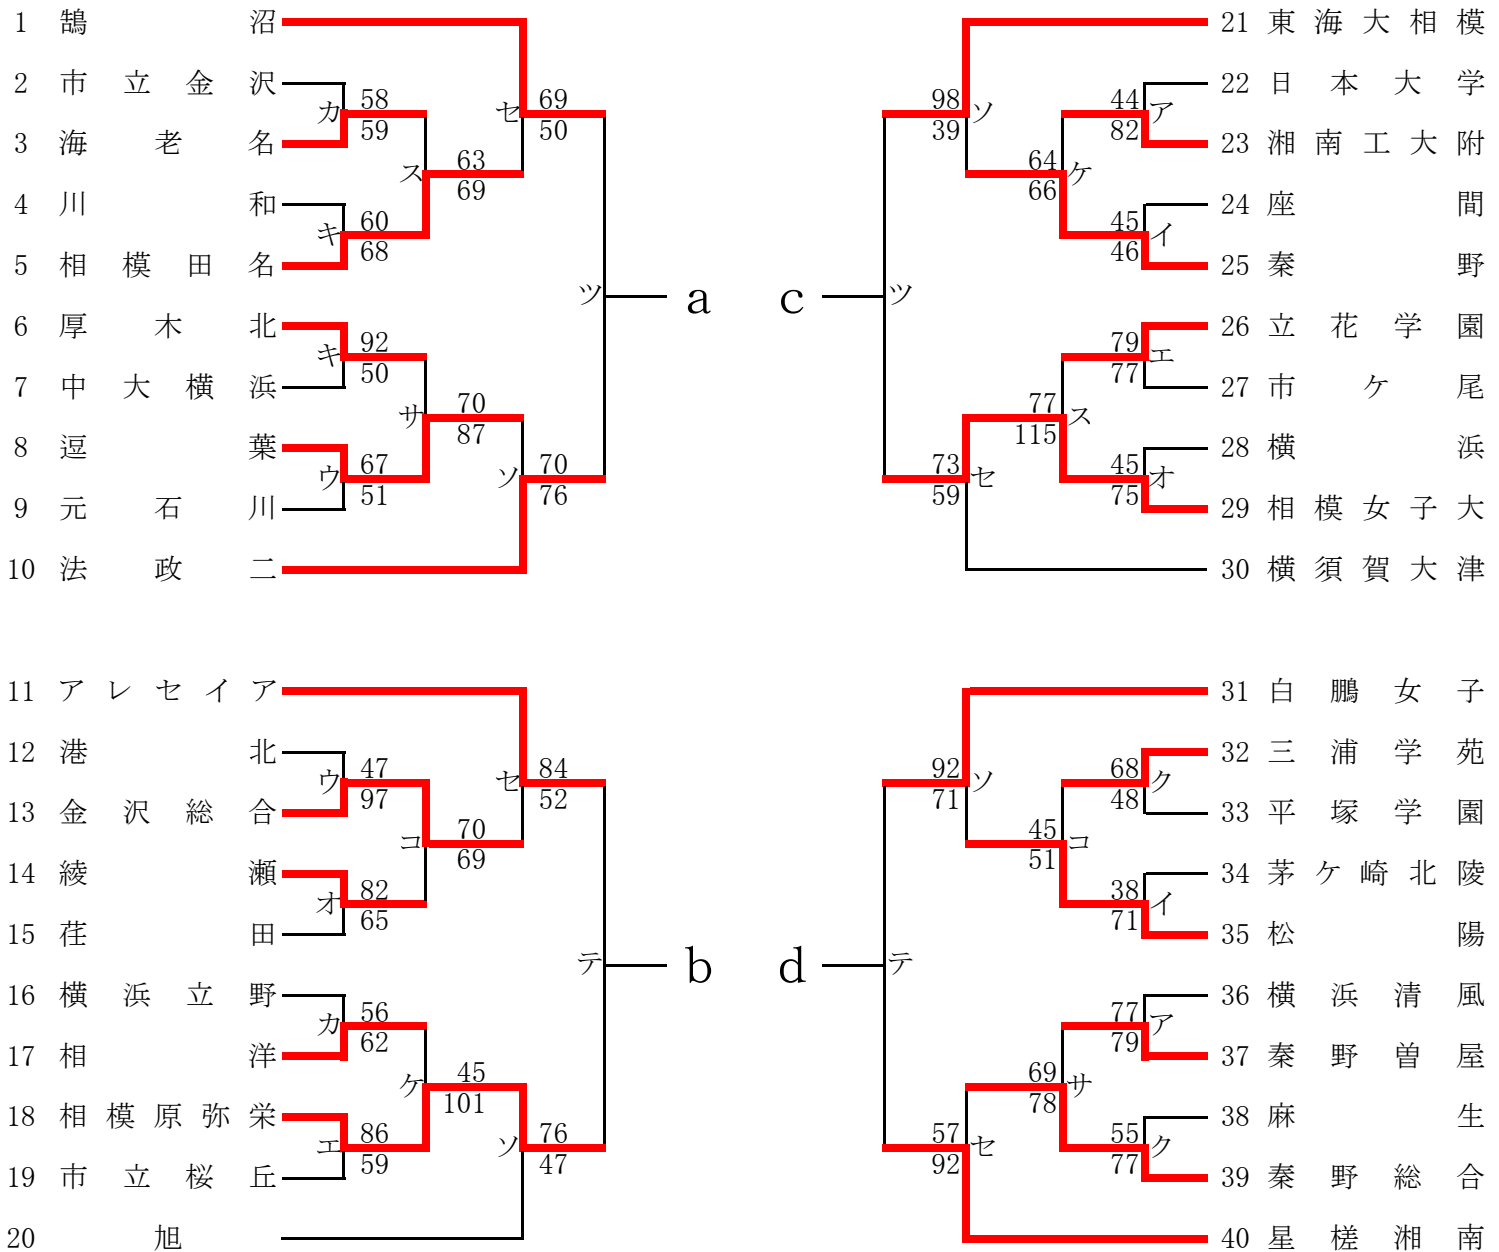 1 鵠沼
2 市立金沢
カ 58 59
3 海老名
ス 63 69
セ 69 50
4 川和
キ 60 68
5 相模田名
ツ a
6 厚木北
キ 92 50
7 中大横浜
サ 70 87
8 逗葉
ウ 67 51
9 元石川
ソ 70 76
10 法政二
11 アレセイア
12 港北
ウ 47 97
13 金沢総合
コ 70 69
セ 84 52
14 綾瀬
オ 82 65
15 荏田
テ b
16 横浜立野
カ 56 62
17 相洋
ケ 45 101
18 相模原弥栄
エ 86 59
19 市立桜丘
ソ 76 47
20 旭
21 東海大相模
22 日本大学
44 82 ア
23 湘南工大附
64 66 ケ
98 39 ソ
24 座間
45 46 イ
25 秦野
c ツ
26 立花学園
79 77 エ
27 市ケ尾
77 115 ス
28 横浜
45 75 オ
29 相模女子大
73 59 セ
30 横須賀大津
31 白鵬女子
32 三浦学苑
68 48 ク
33 平塚学園
45 51 コ
92 71 ソ
34 茅ケ崎北陵
38 71 イ
35 松陽
d テ
36 横浜清風
77 79 ア
37 秦野曽屋
69 78 サ
38 麻生
55 77 ク
39 秦野総合
57 92 セ
40 星槎湘南